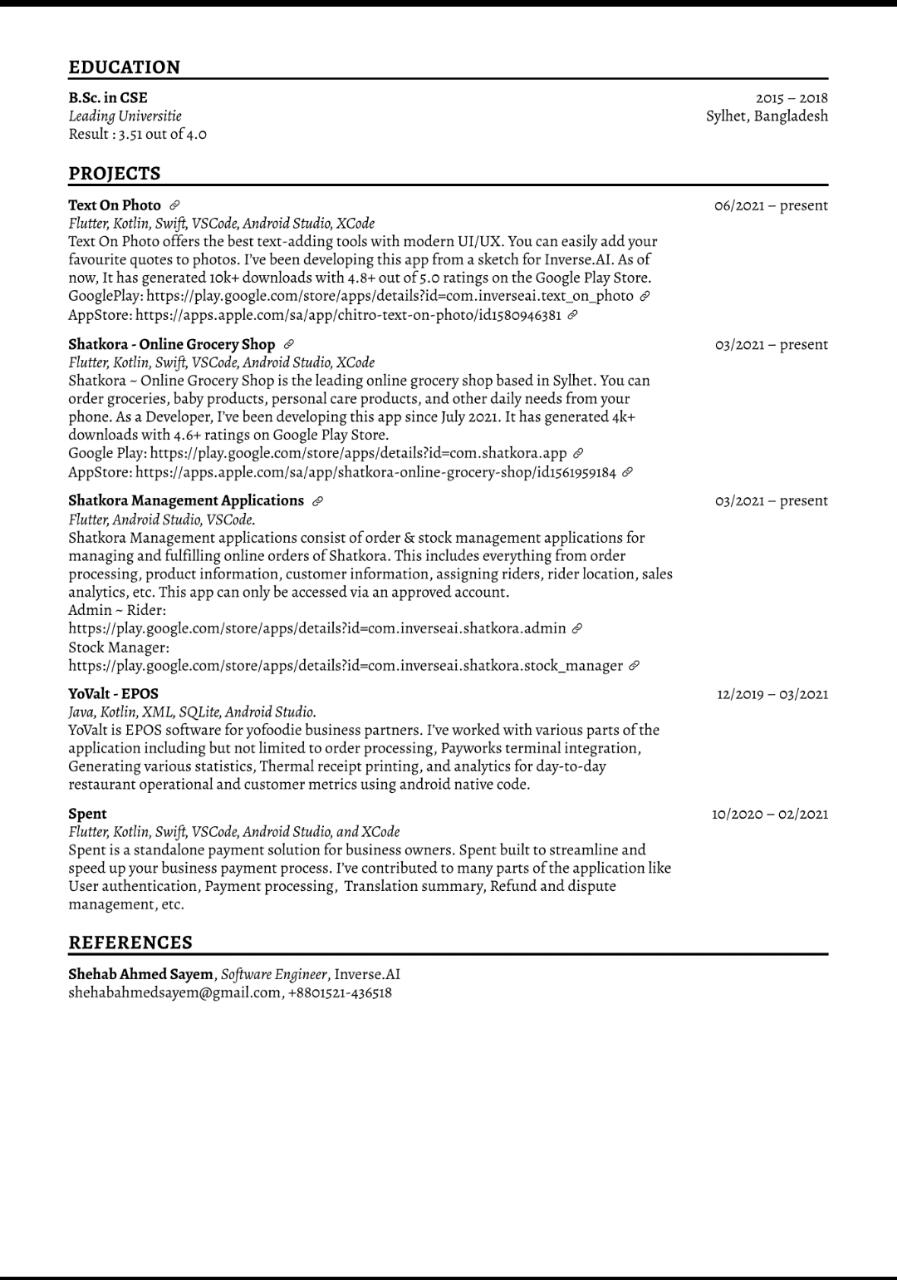 EDUCATION
B.Sc. in CSE 2015 – 2018
Leading Universitie Sylhet, Bangladesh
Result : 3.51 out of 4.0
PROJECTS
Text On Photo 06/2021 – present
Flutter, Kotlin, Swift, VSCode, Android Studio, XCode
Text On Photo offers the best text-adding tools with modern UI/UX. You can easily add your
favourite quotes to photos. I've been developing this app from a sketch for Inverse.AI. As of
now, It has generated 10k+ downloads with 4.8+ out of 5.0 ratings on the Google Play Store.
GooglePlay: https://play.google.com/store/apps/details?id=com.inverseai.text_on_photo
AppStore: https://apps.apple.com/sa/app/chitro-text-on-photo/id1580946381
Shatkora - Online Grocery Shop 03/2021 – present
Flutter, Kotlin, Swift, VSCode, Android Studio, XCode
Shatkora ~ Online Grocery Shop is the leading online grocery shop based in Sylhet. You can
order groceries, baby products, personal care products, and other daily needs from your
phone. As a Developer, I've been developing this app since July 2021. It has generated 4k+
downloads with 4.6+ ratings on Google Play Store.
Google Play: https://play.google.com/store/apps/details?id=com.shatkora.app
AppStore: https://apps.apple.com/sa/app/shatkora-online-grocery-shop/id1561959184
Shatkora Management Applications 03/2021 – present
Flutter, Android Studio, VSCode.
Shatkora Management applications consist of order & stock management applications for
managing and fulfilling online orders of Shatkora. This includes everything from order
processing, product information, customer information, assigning riders, rider location, sales
analytics, etc. This app can only be accessed via an approved account.
Admin ~ Rider:
https://play.google.com/store/apps/details?id=com.inverseai.shatkora.admin
Stock Manager:
https://play.google.com/store/apps/details?id=com.inverseai.shatkora.stock_manager
YoValt - EPOS 12/2019 – 03/2021
Java, Kotlin, XML, SQLite, Android Studio.
YoValt is EPOS software for yofoodie business partners. I've worked with various parts of the
application including but not limited to order processing, Payworks terminal integration,
Generating various statistics, Thermal receipt printing, and analytics for day-to-day
restaurant operational and customer metrics using android native code.
Spent 10/2020 – 02/2021
Flutter, Kotlin, Swift, VSCode, Android Studio, and XCode
Spent is a standalone payment solution for business owners. Spent built to streamline and
speed up your business payment process. I've contributed to many parts of the application like
User authentication, Payment processing, Translation summary, Refund and dispute
management, etc.
REFERENCES
Shehab Ahmed Sayem, Software Engineer, Inverse.AI
shehabahmedsayem@gmail.com, +8801521-436518